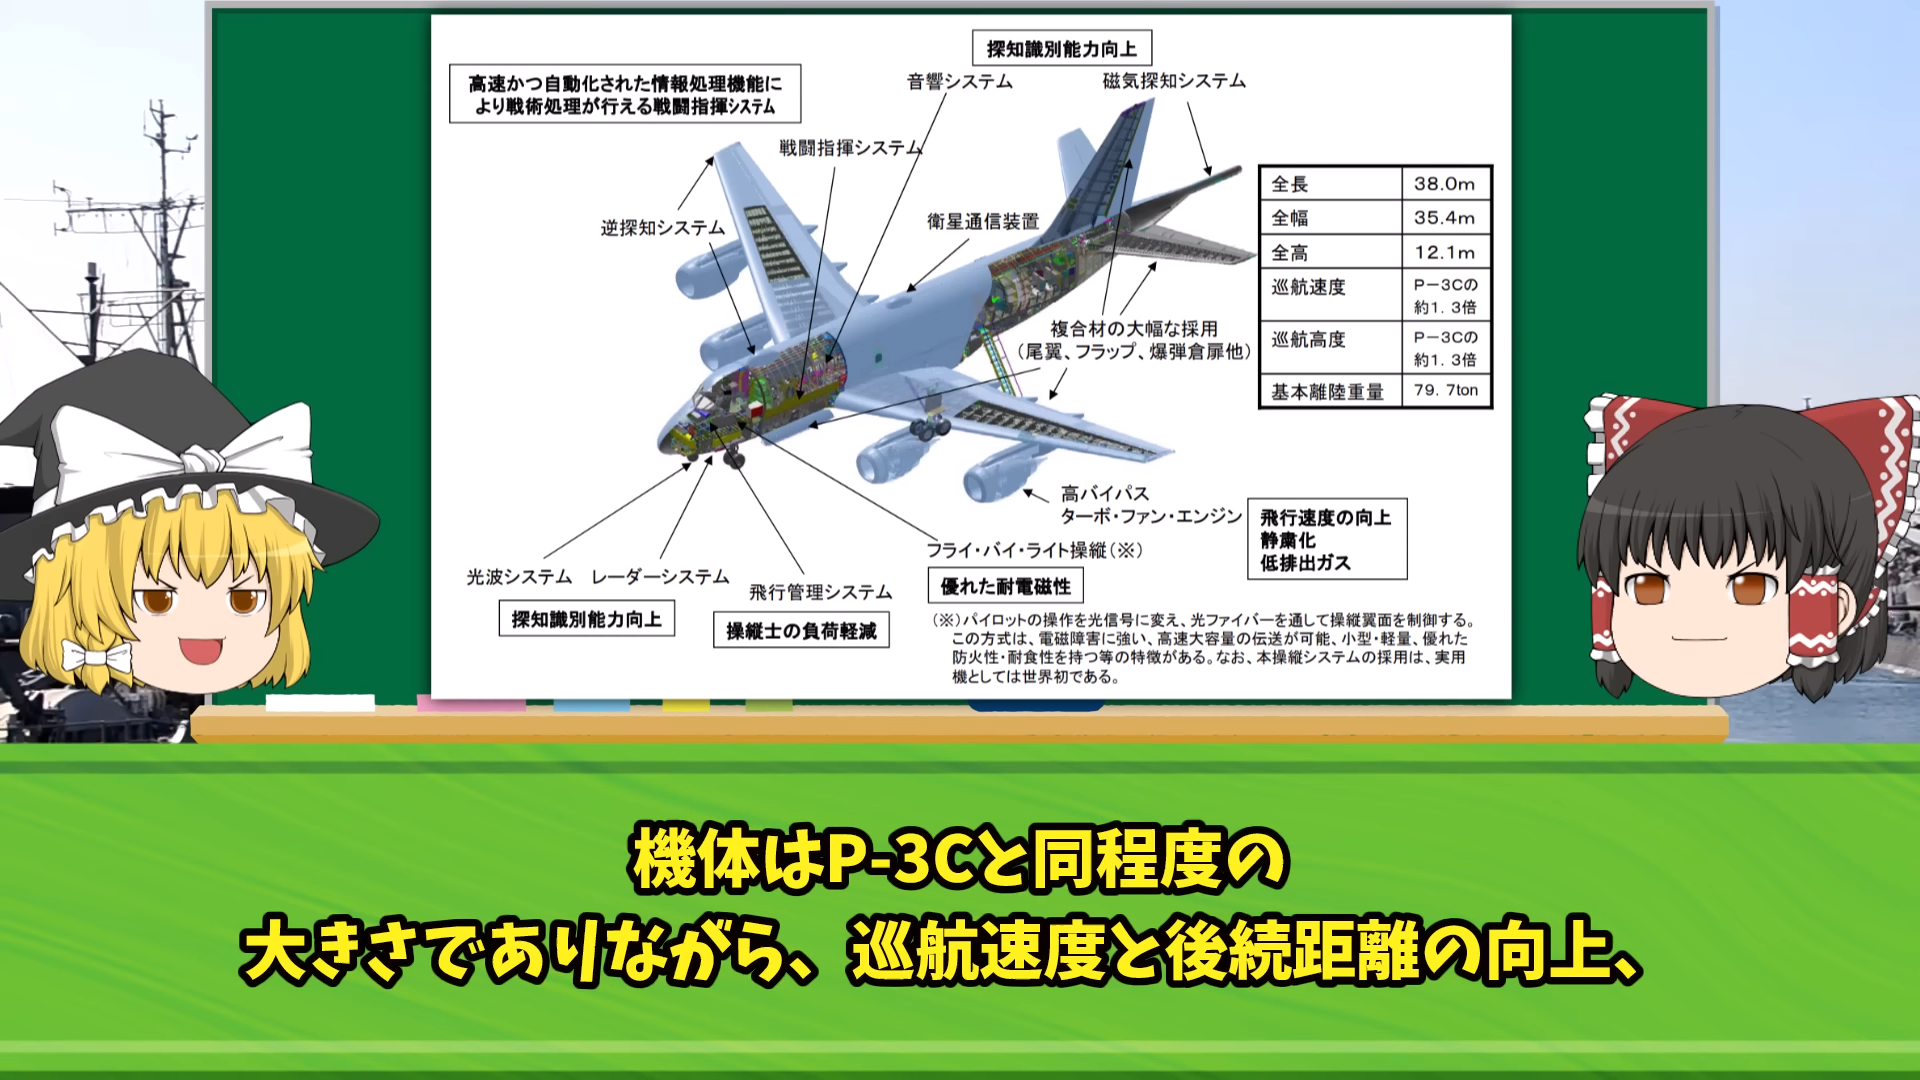 探知識別能力向上
高速かつ自動化された情報処理機能に
より戦術処理が行える戦闘指揮ｼｽﾃﾑ
音響システム
磁気探知システム
戦闘指揮システム
逆探知システム
衛星通信装置
全長 38.0m
全幅 35.4m
全高 12.1m
巡航速度 P－3Cの
約1．3倍
巡航高度 P－3Cの
約1．3倍
基本離陸重量 79．7ton
複合材の大幅な採用
（尾翼、フラップ、爆弾倉扉他）
高バイパス
ターボ・ファン・エンジン
飛行速度の向上
静粛化
低排出ガス
フライ・バイ・ライト操縦（※）
優れた耐電磁性
光波システム
レーダーシステム
飛行管理システム
探知識別能力向上
操縦士の負荷軽減
（※）パイロットの操作を光信号に変え、光ファイバーを通して操縦翼面を制御する。
この方式は、電磁障害に強い、高速大容量の伝送が可能、小型・軽量、優れた
防火性・耐食性を持つ等の特徴がある。なお、本操縦システムの採用は、実用
機としては世界初である。
機体はP-3Cと同程度の
大きさでありながら、巡航速度と後続距離の向上、